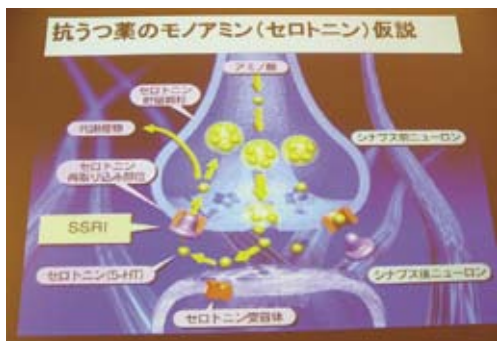 抗うつ薬のモノアミン(セロトニン)仮説
アミノ酸
セロトニン
貯蔵顆粒
代謝産物
シナプス前ニューロン
セロトニン
再取り込み部位
SSRI
セロトニン(5-HT)
シナプス後ニューロン
セロトニン受容体